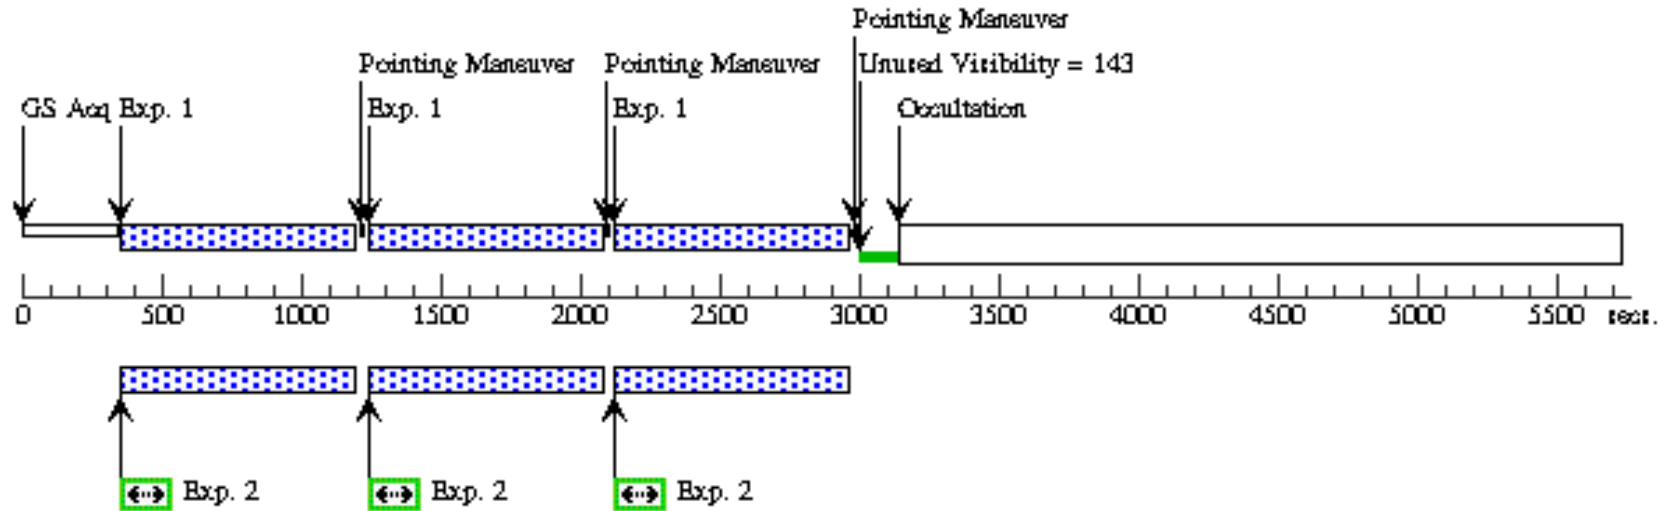 Pointing Maneuver
Pointing Maneuver Pointing Maneuver Unused Visibility = 143
GS Acq Exp. 1 Exp. 1 Exp. 1 Occultation
0 500 1000 1500 2000 2500 3000 3500 4000 4500 5000 5500 secs.
Exp. 2 Exp. 2 Exp. 2